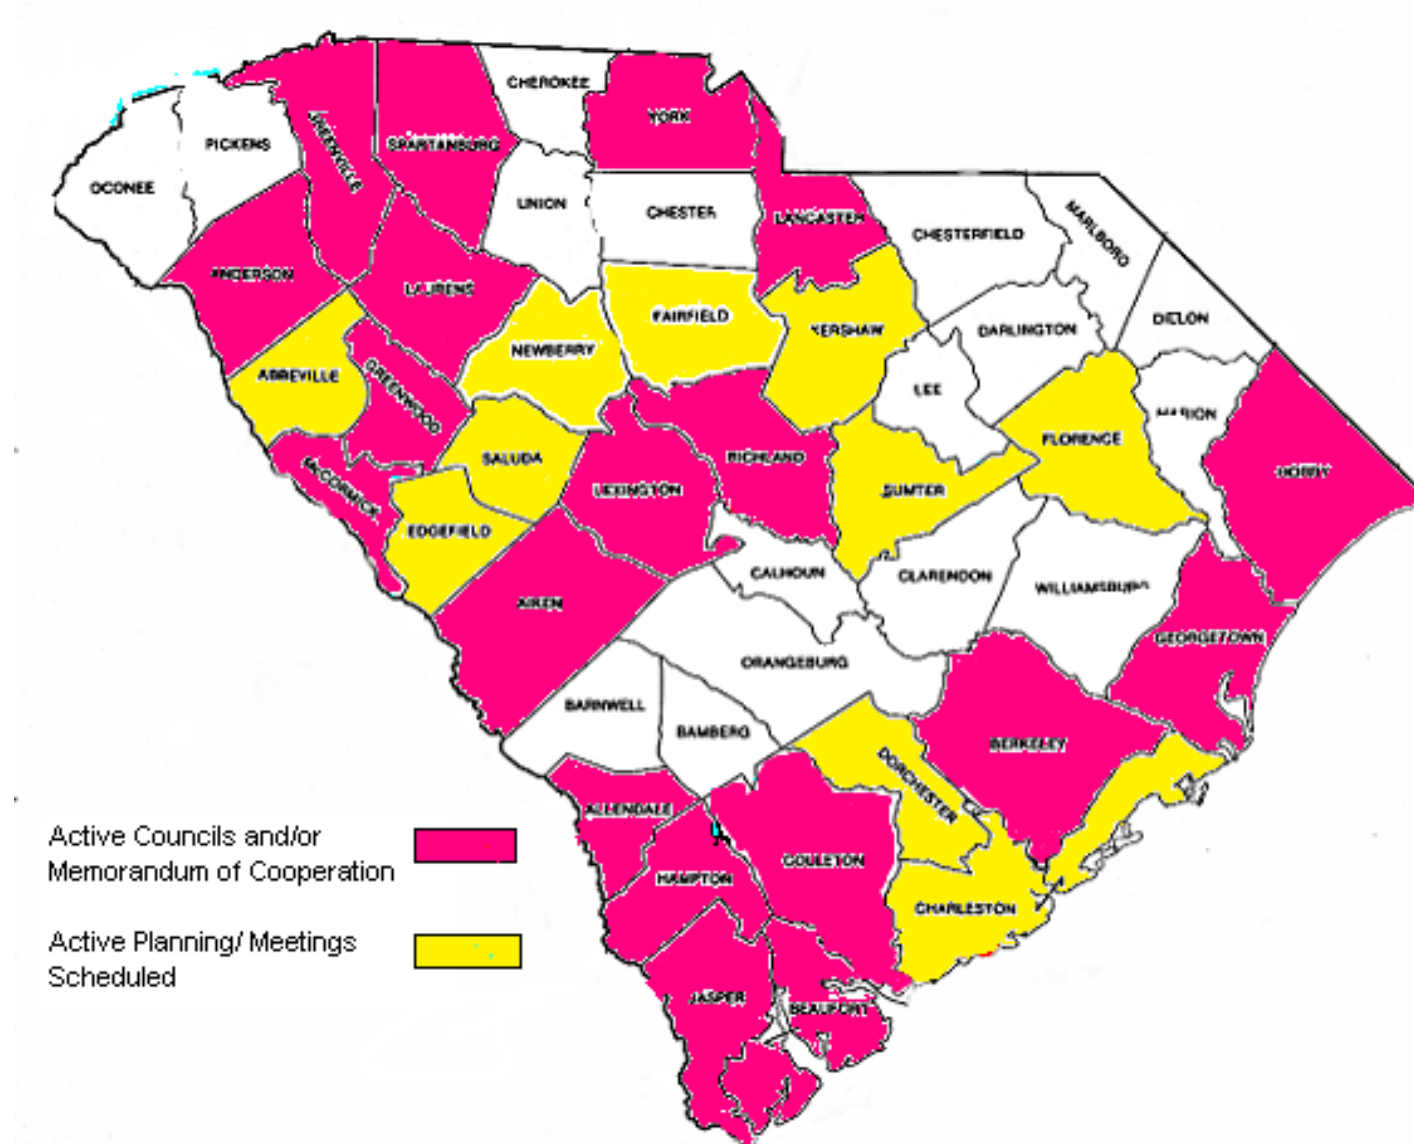 CHEROKEE
YORK
PICKENS
GREENVILLE
SPARTANBURG
OCONEE
UNION
CHESTER
LANCASTER
MARLBORO
CHESTERFIELD
ANDERSON
LAURENS
FAIRFIELD
KERSHAW
DARLINGTON
DILLON
NEWBERRY
ABBEVILLE
GREENWOOD
LEE
MARION
FLORENCE
SALUDA
RICHLAND
HORRY
McCORMICK
LEXINGTON
SUMTER
EDGEFIELD
CALHOUN
CLARENDON
WILLIAMSBURG
AIKEN
GEORGETOWN
ORANGEBURG
BARNWELL
BAMBERG
BERKELEY
DORCHESTER
ALLENDALE
COLLETON
HAMPTON
CHARLESTON
JASPER
BEAUFORT
Active Councils and/or
Memorandum of Cooperation
Active Planning/ Meetings
Scheduled